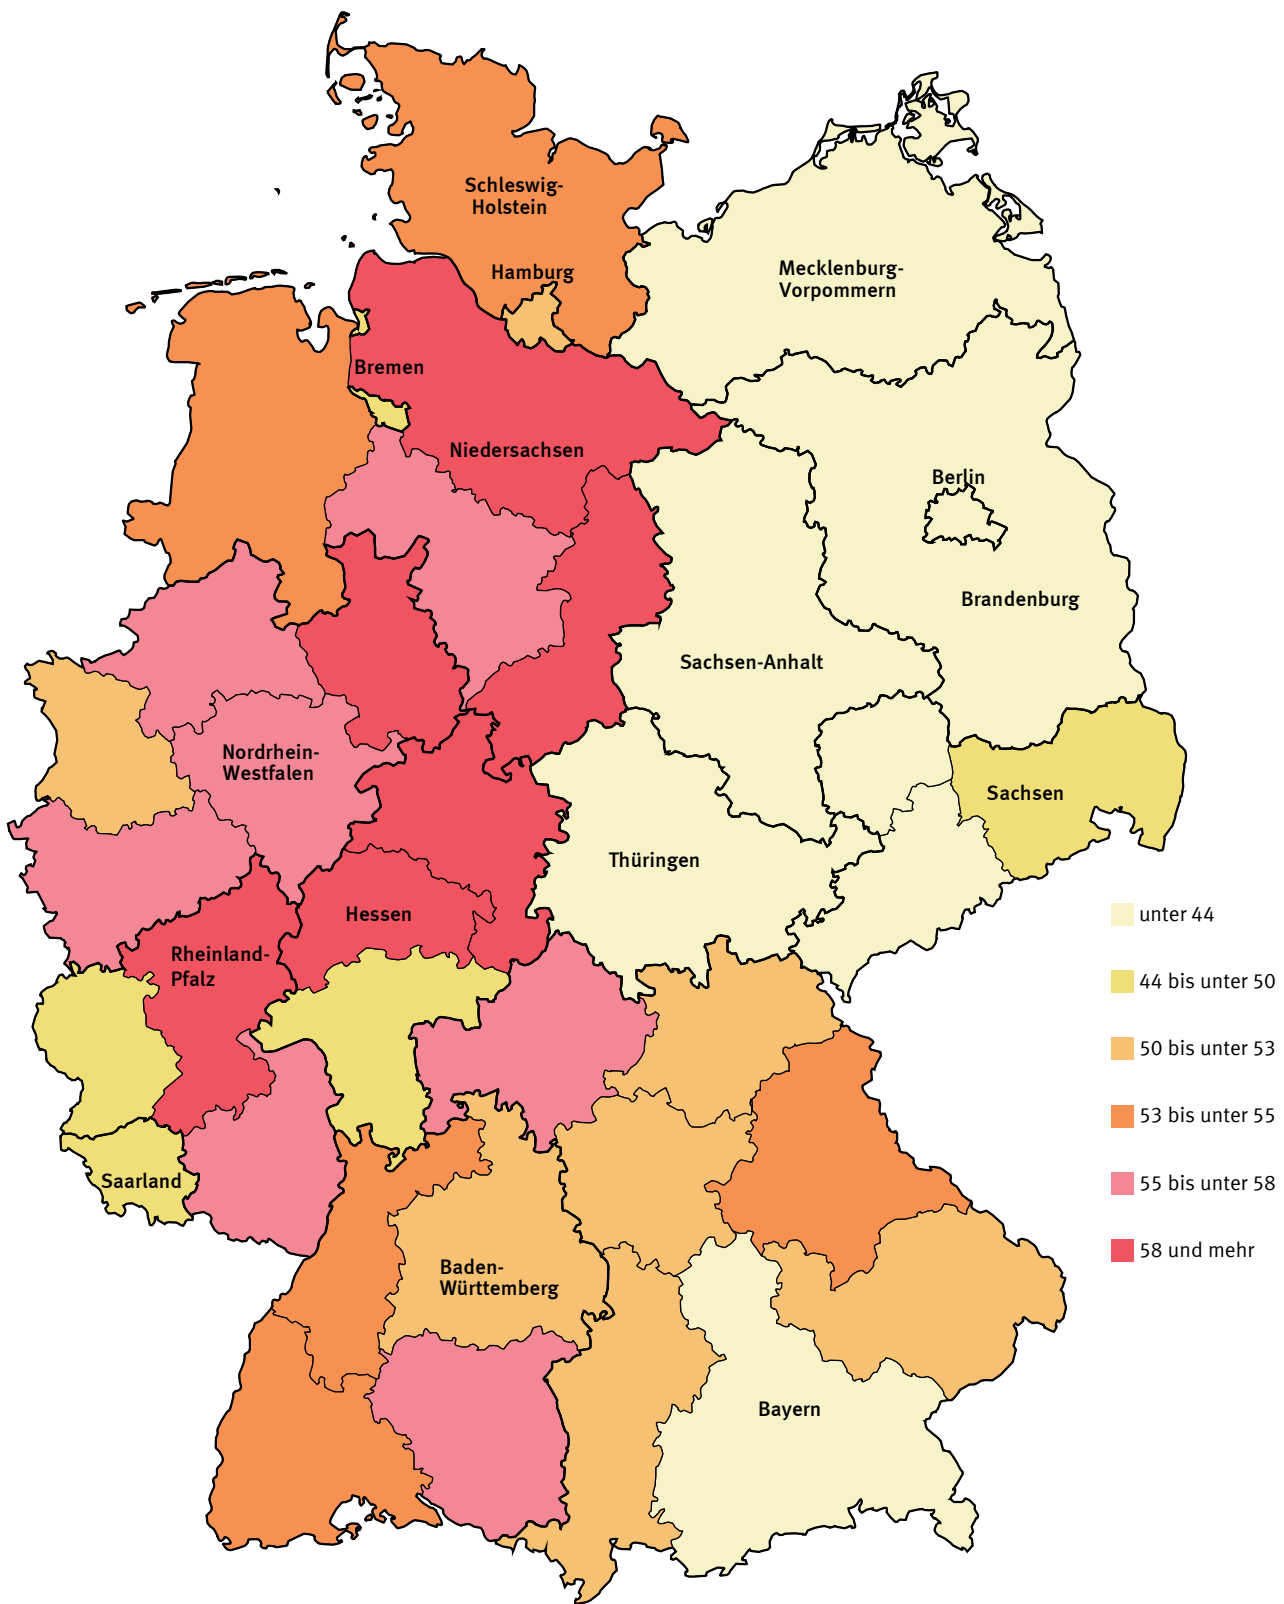 Schleswig-
Holstein
Hamburg
Mecklenburg-
Vorpommern
Bremen
Niedersachsen
Berlin
Brandenburg
Sachsen-Anhalt
Nordrhein-
Westfalen
Sachsen
Thüringen
Hessen
Rheinland-
Pfalz
Saarland
Baden-
Württemberg
Bayern
unter 44
44 bis unter 50
50 bis unter 53
53 bis unter 55
55 bis unter 58
58 und mehr